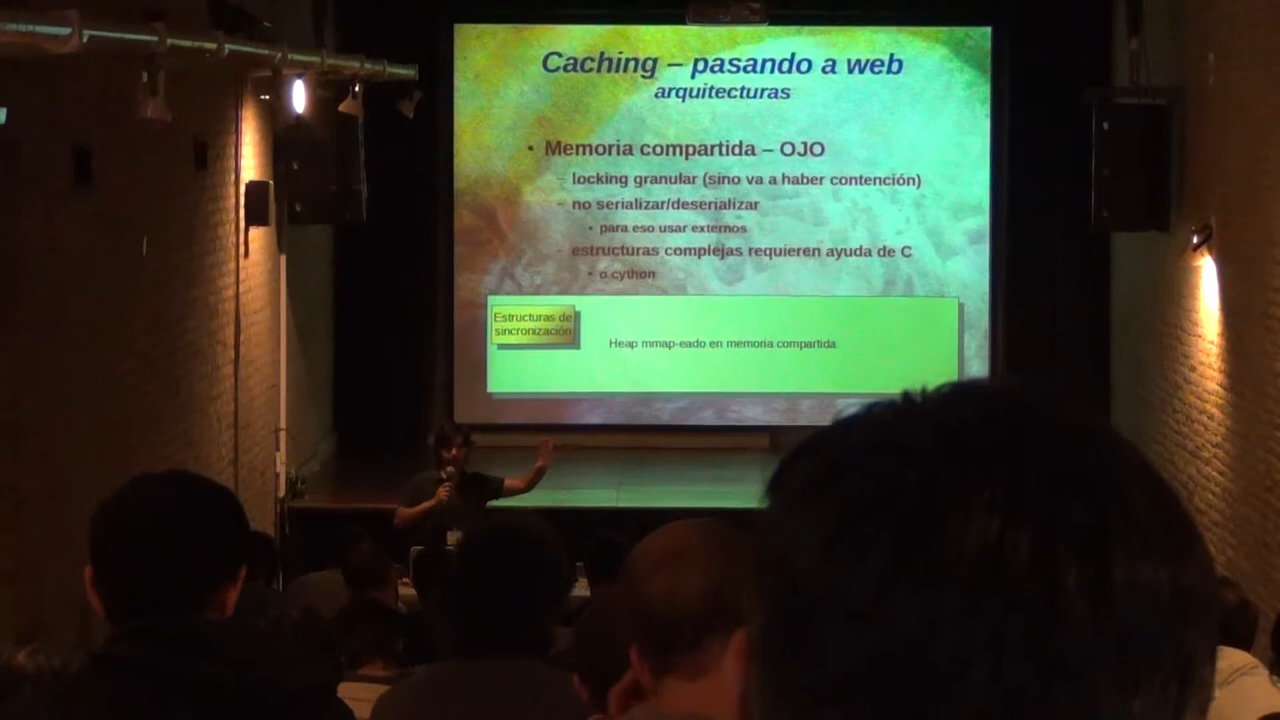 Caching – pasando a web
arquitecturas
• Memoria compartida – OJO
– locking granular (sino va a haber contención)
– no serializar/deserializar
• para eso usar externos
– estructuras complejas requieren ayuda de C
• o cython
Estructuras de
sincronización
Heap mmap-eado en memoria compartida